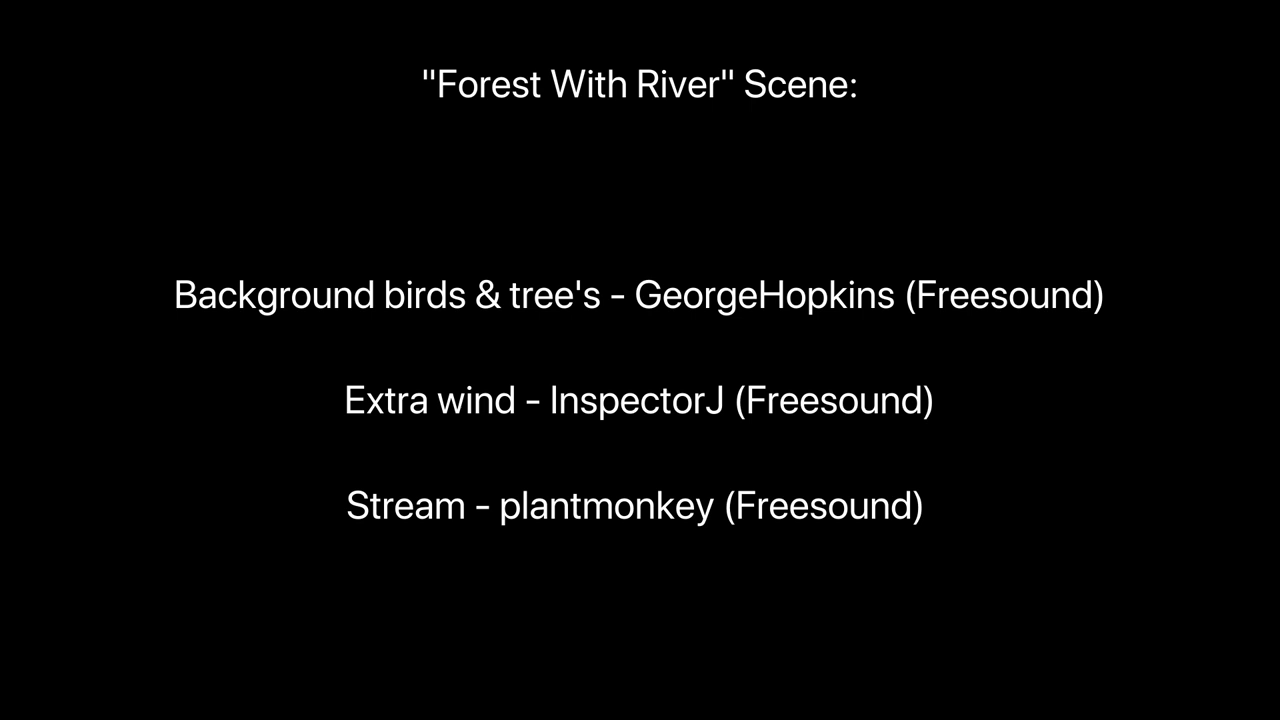 "Forest With River" Scene:
Background birds & tree's - GeorgeHopkins (Freesound)
Extra wind - InspectorJ (Freesound)
Stream - plantmonkey (Freesound)